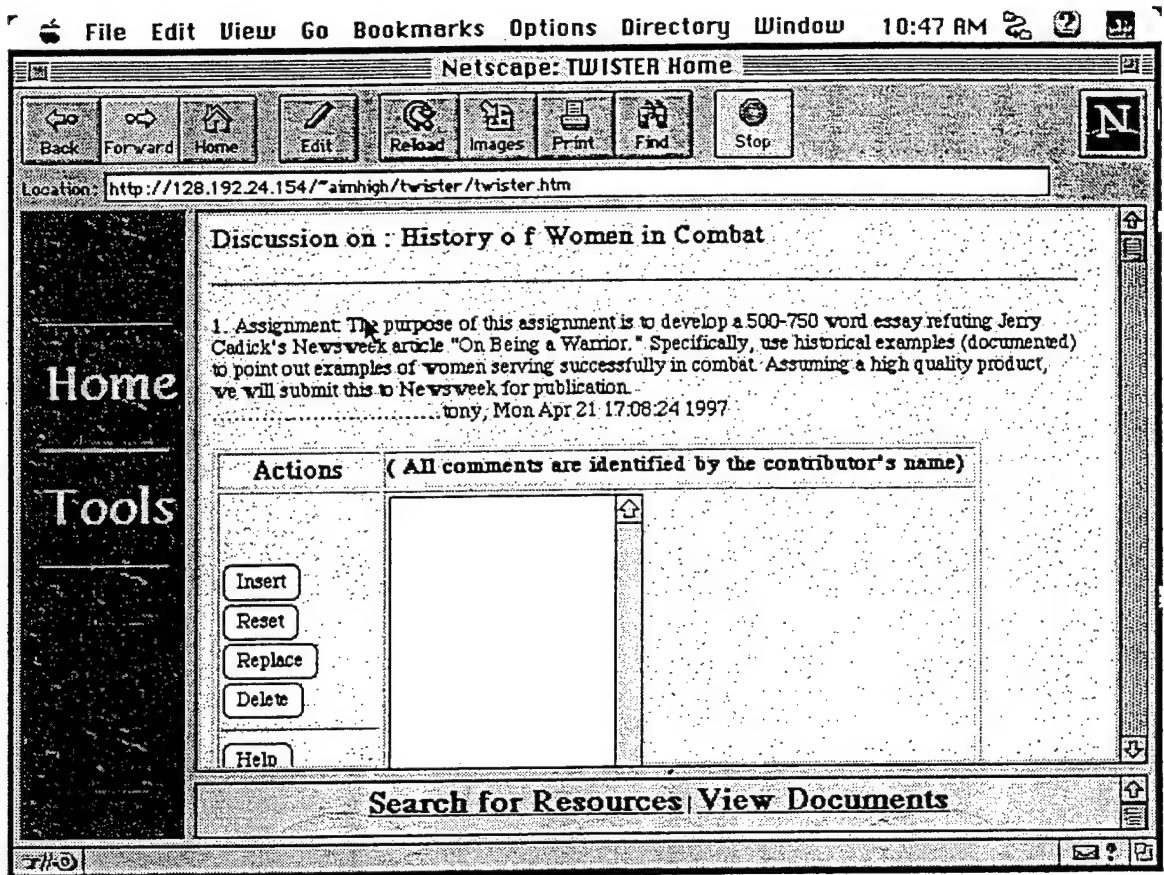 File Edit View Go Bookmarks Options Directory Window 10:47 AM
Netscape: TWISTER Home
Back Forward Home Edit Reload Images Print Find Stop N
Location: http://128.192.24.154/~aimhigh/twister/twister.htm
Discussion on : History o f Women in Combat
1. Assignment: The purpose of this assignment is to develop a 500-750 word essay refuting Jerry
Cadick's Newsweek article "On Being a Warrior." Specifically, use historical examples (documented)
to point out examples of women serving successfully in combat. Assuming a high quality product,
we will submit this to Newsweek for publication.
..............................tony, Mon Apr 21 17:08:24 1997
Home
Tools
Actions ( All comments are identified by the contributor's name)
Insert
Reset
Replace
Delete
Help
Search for Resources | View Documents